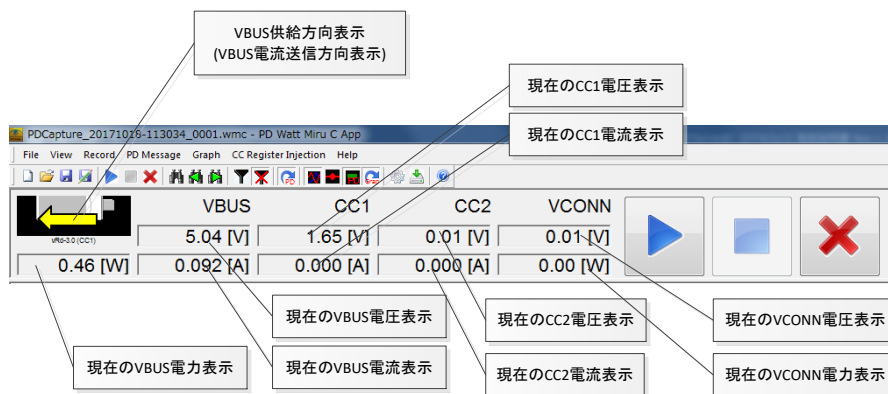 VBUS供給方向表示
(VBUS電流送信方向表示)
現在のCC1電圧表示
現在のCC1電流表示
PDCapture_20171018-113034_0001.wmc - PD Watt Miru C App
File View Record PD Message Graph CC Register Injection Help
VBUS CC1 CC2 VCONN
vRd-3.0 (CC1)
5.04 [V] 1.65 [V] 0.01 [V] 0.01 [V]
0.46 [W] 0.092 [A] 0.000 [A] 0.000 [A] 0.00 [W]
現在のVBUS電圧表示
現在のCC2電圧表示
現在のVCONN電圧表示
現在のVBUS電力表示
現在のVBUS電流表示
現在のCC2電流表示
現在のVCONN電力表示